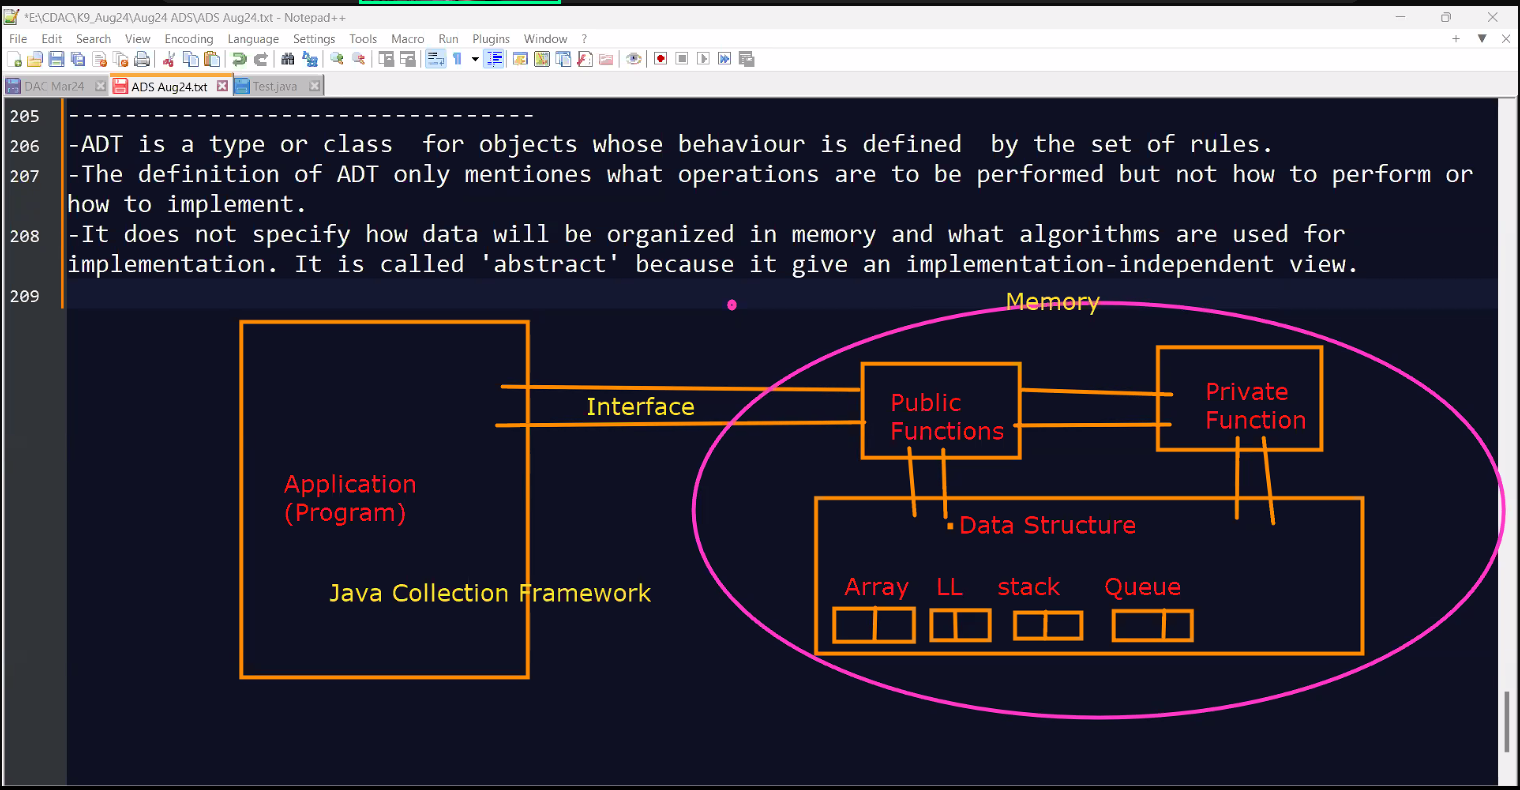 *E:\CDAC\K9_Aug24\Aug24 ADS\ADS Aug24.txt - Notepad++
File Edit Search View Encoding Language Settings Tools Macro Run Plugins Window ?
DAC Mar24 ADS Aug24.txt Test.java
205 ---------------------------------
206 -ADT is a type or class  for objects whose behaviour is defined  by the set of rules.
207 -The definition of ADT only mentiones what operations are to be performed but not how to perform or
how to implement.
208 -It does not specify how data will be organized in memory and what algorithms are used for
implementation. It is called 'abstract' because it give an implementation-independent view.
209
Memory
Interface
Public
Functions
Private
Function
Application
(Program)
Data Structure
Java Collection Framework
Array LL stack Queue